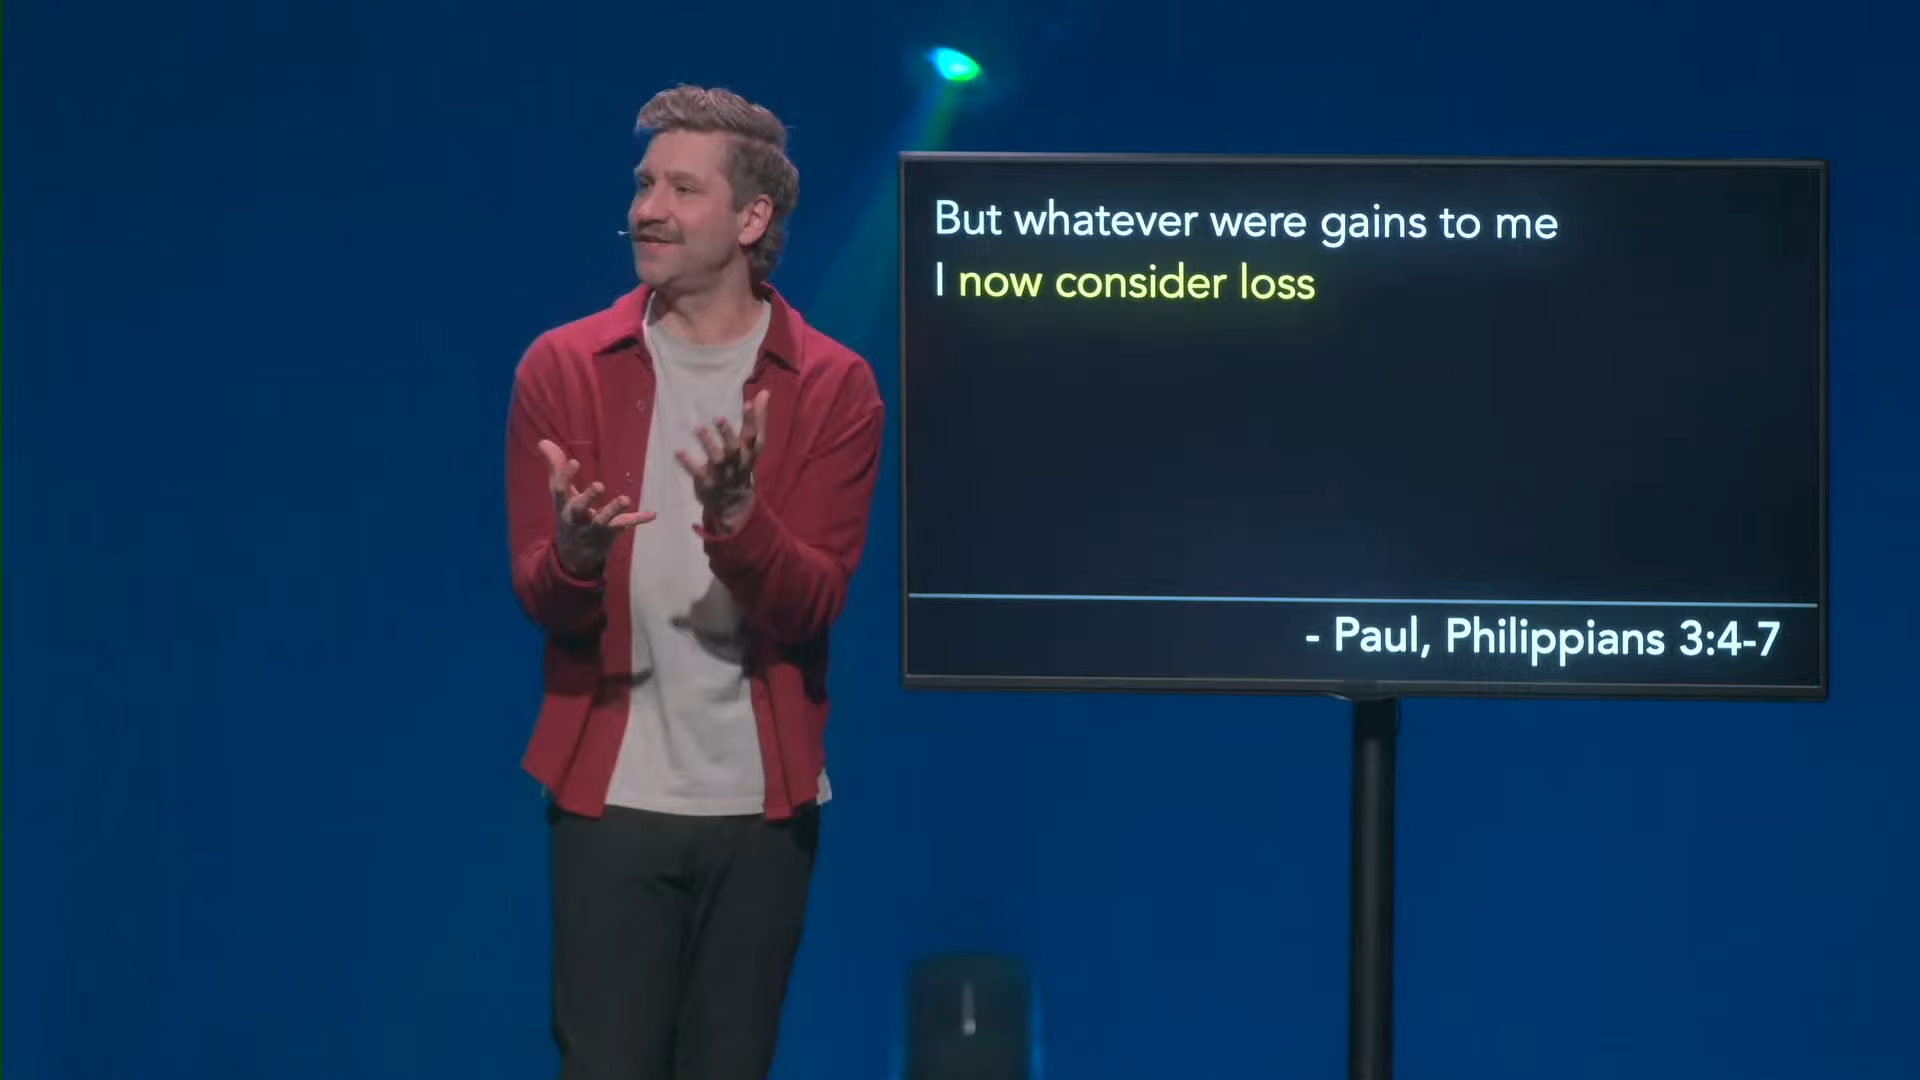 But whatever were gains to me
I now consider loss
- Paul, Philippians 3:4-7